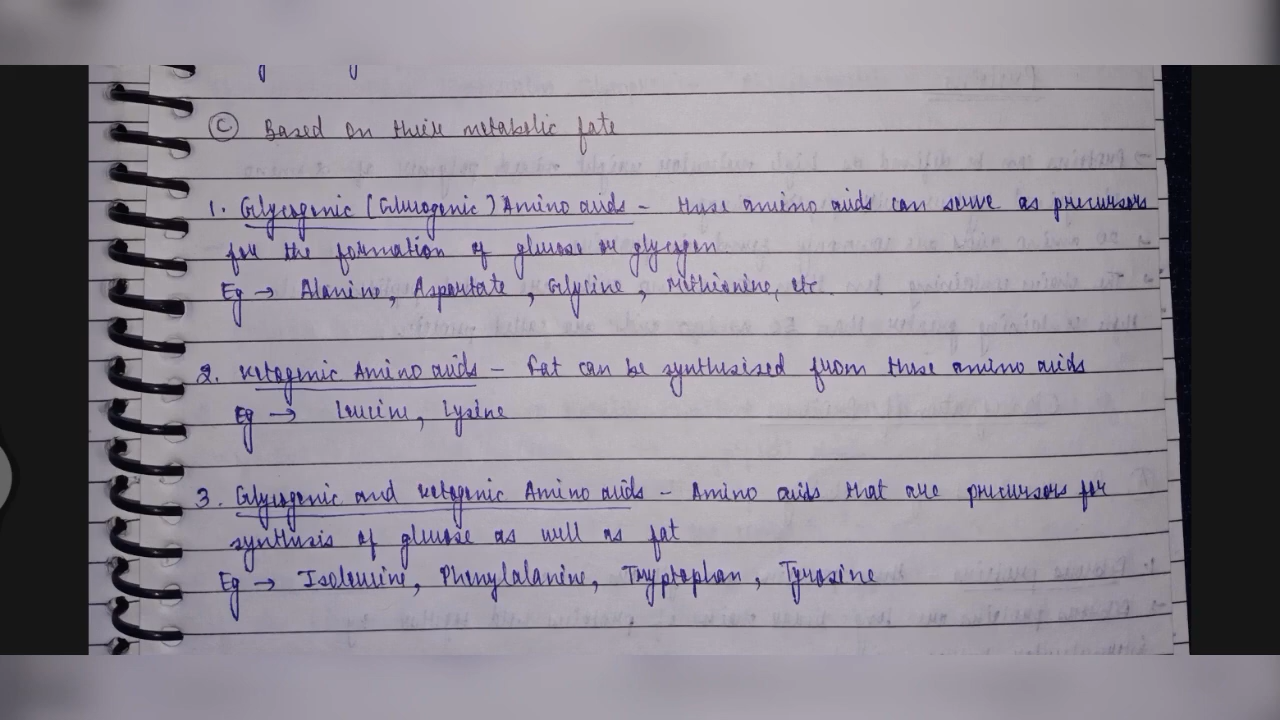 C Based on their metabolic fate
1. Glycogenic (Glucogenic) Amino acids - these amino acids can serve as precursors
for the formation of glucose or glycogen
Eg → Alanine, Aspartate, Glycine, Methionine, etc.
2. Ketogenic Amino acids - fat can be synthesized from these amino acids
Eg → Leucine, Lysine
3. Glycogenic and Ketogenic Amino acids - Amino acids that are precursors for
synthesis of glucose as well as fat
Eg → Isoleucine, Phenylalanine, Tryptophan, Tyrosine